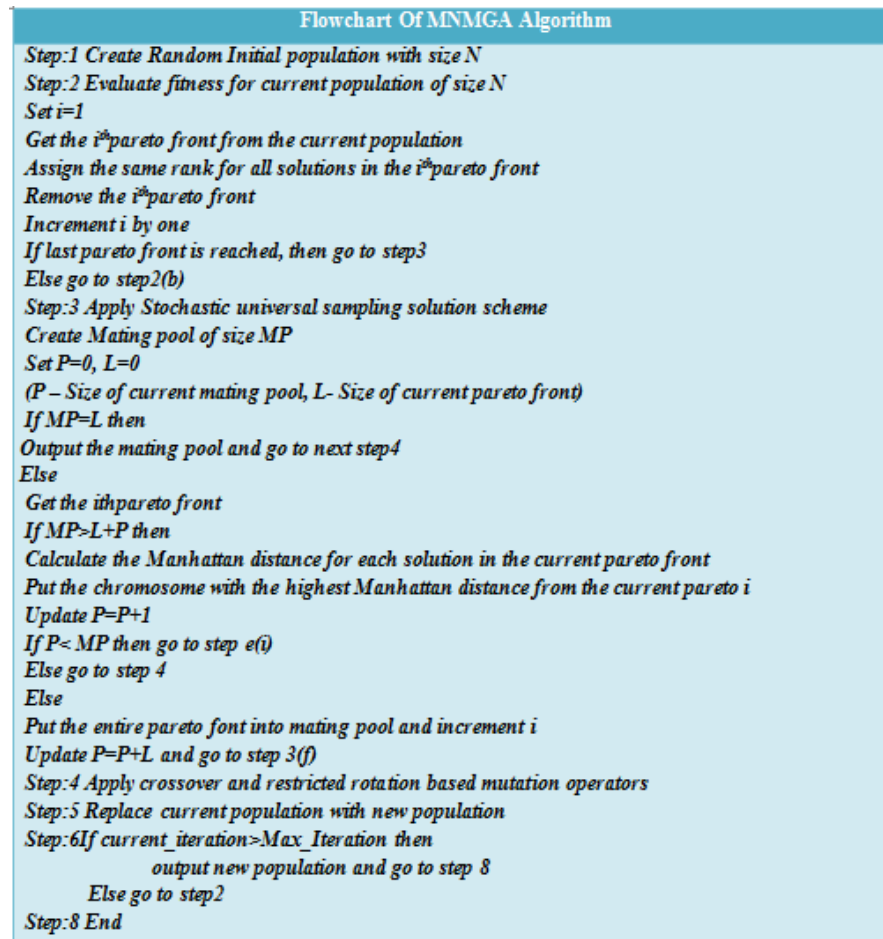 Flowchart Of MNMGA Algorithm
Step:1 Create Random Initial population with size N
Step:2 Evaluate fitness for current population of size N
Set i=1
Get the ithpareto front from the current population
Assign the same rank for all solutions in the ithpareto front
Remove the ithpareto front
Increment i by one
If last pareto front is reached, then go to step3
Else go to step2(b)
Step:3 Apply Stochastic universal sampling solution scheme
Create Mating pool of size MP
Set P=0, L=0
(P – Size of current mating pool, L- Size of current pareto front)
If MP=L then
Output the mating pool and go to next step4
Else
Get the ithpareto front
If MP>L+P then
Calculate the Manhattan distance for each solution in the current pareto front
Put the chromosome with the highest Manhattan distance from the current pareto i
Update P=P+1
If P< MP then go to step e(i)
Else go to step 4
Else
Put the entire pareto font into mating pool and increment i
Update P=P+L and go to step 3(f)
Step:4 Apply crossover and restricted rotation based mutation operators
Step:5 Replace current population with new population
Step:6If current_iteration>Max_Iteration then
output new population and go to step 8
Else go to step2
Step:8 End